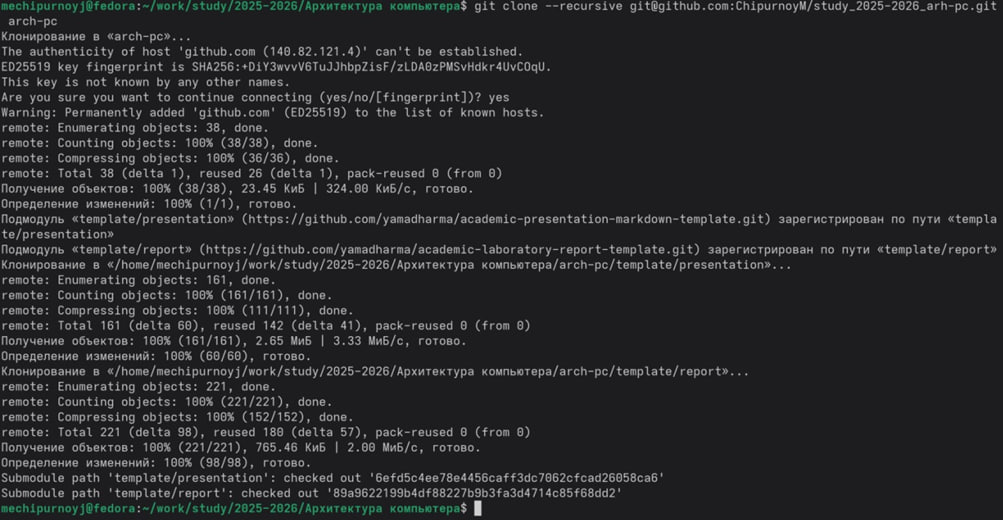 mechipurnoyj@fedora:~/work/study/2025-2026/Архитектура компьютера$ git clone --recursive git@github.com:ChipurnoyM/study_2025-2026_arh-pc.git
 arch-pc
Клонирование в «arch-pc»...
The authenticity of host 'github.com (140.82.121.4)' can't be established.
ED25519 key fingerprint is SHA256:+DiY3wvvV6TuJJhbpZisF/zLDA0zPMSvHdkr4UvCOqU.
This key is not known by any other names.
Are you sure you want to continue connecting (yes/no/[fingerprint])? yes
Warning: Permanently added 'github.com' (ED25519) to the list of known hosts.
remote: Enumerating objects: 38, done.
remote: Counting objects: 100% (38/38), done.
remote: Compressing objects: 100% (36/36), done.
remote: Total 38 (delta 1), reused 26 (delta 1), pack-reused 0 (from 0)
Получение объектов: 100% (38/38), 23.45 КиБ | 324.00 КиБ/с, готово.
Определение изменений: 100% (1/1), готово.
Подмодуль «template/presentation» (https://github.com/yamadharma/academic-presentation-markdown-template.git) зарегистрирован по пути «templa
te/presentation»
Подмодуль «template/report» (https://github.com/yamadharma/academic-laboratory-report-template.git) зарегистрирован по пути «template/report»
Клонирование в «/home/mechipurnoyj/work/study/2025-2026/Архитектура компьютера/arch-pc/template/presentation»...
remote: Enumerating objects: 161, done.
remote: Counting objects: 100% (161/161), done.
remote: Compressing objects: 100% (111/111), done.
remote: Total 161 (delta 60), reused 142 (delta 41), pack-reused 0 (from 0)
Получение объектов: 100% (161/161), 2.65 МиБ | 3.33 МиБ/с, готово.
Определение изменений: 100% (60/60), готово.
Клонирование в «/home/mechipurnoyj/work/study/2025-2026/Архитектура компьютера/arch-pc/template/report»...
remote: Enumerating objects: 221, done.
remote: Counting objects: 100% (221/221), done.
remote: Compressing objects: 100% (152/152), done.
remote: Total 221 (delta 98), reused 180 (delta 57), pack-reused 0 (from 0)
Получение объектов: 100% (221/221), 765.46 КиБ | 2.00 МиБ/с, готово.
Определение изменений: 100% (98/98), готово.
Submodule path 'template/presentation': checked out '6efd5c4ee78e4456caff3dc7062cfcad26058ca6'
Submodule path 'template/report': checked out '89a9622199b4df88227b9b3fa3d4714c85f68dd2'
mechipurnoyj@fedora:~/work/study/2025-2026/Архитектура компьютера$